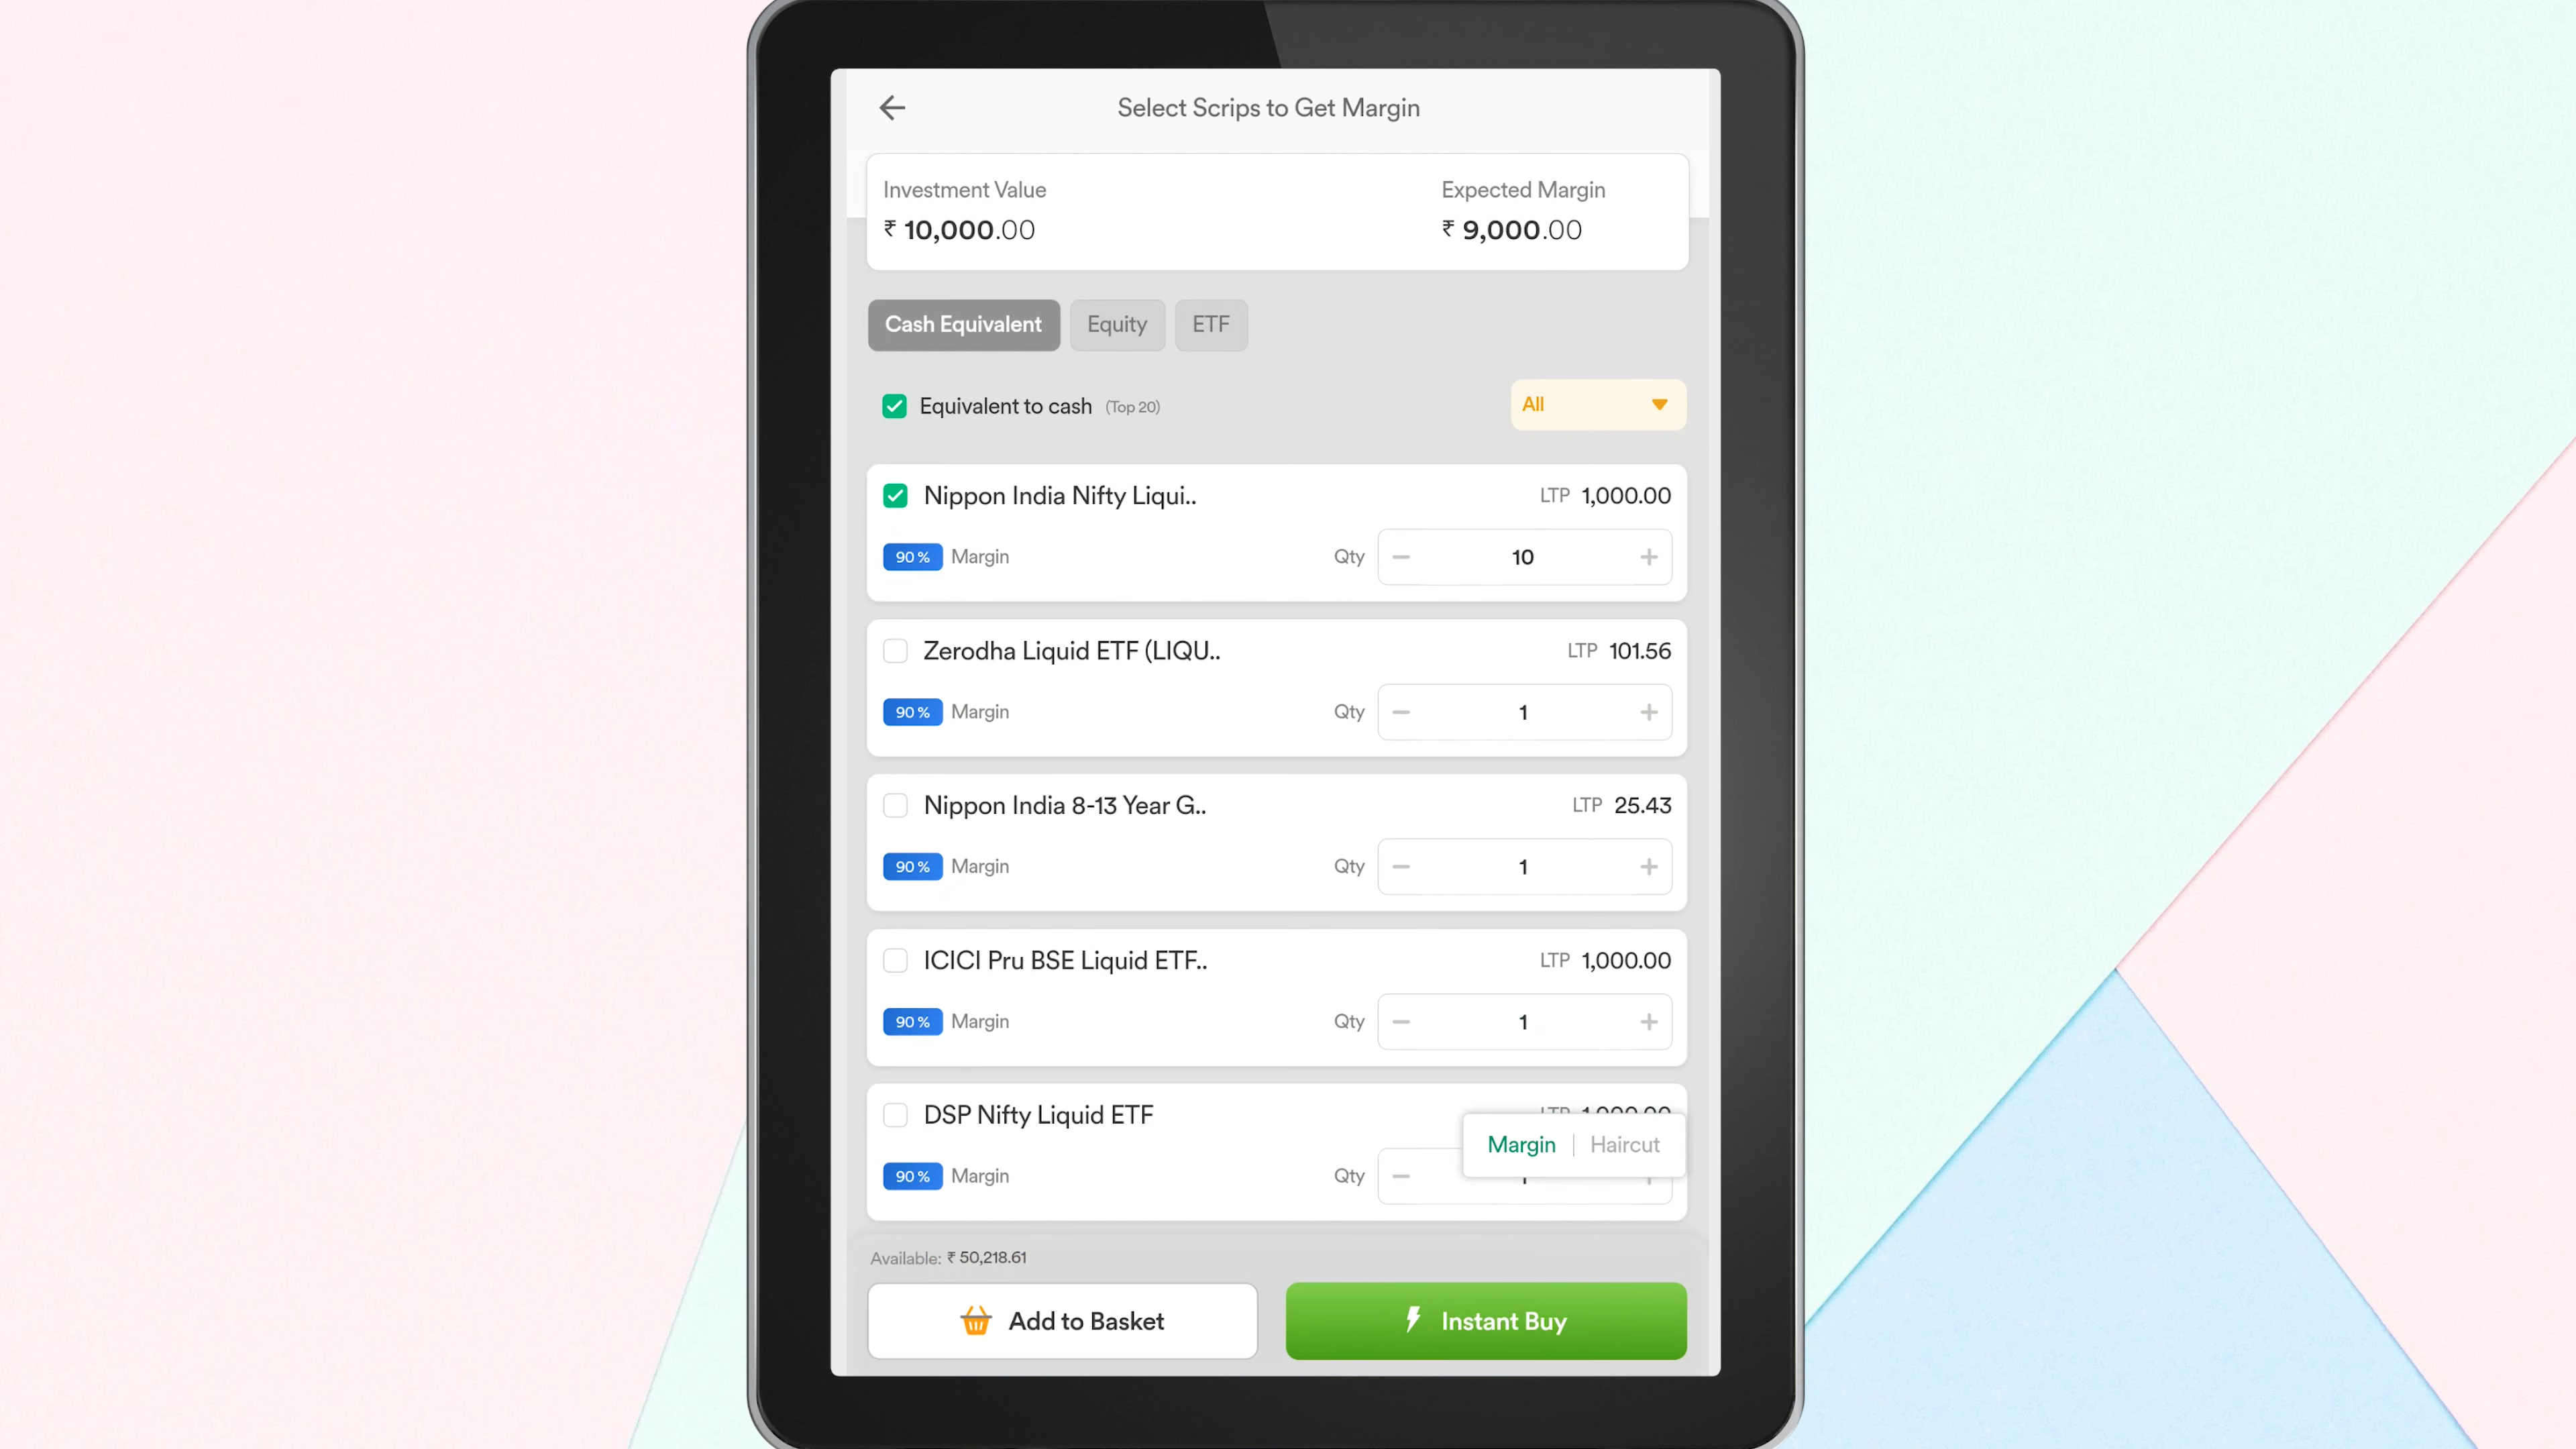 Select Scrips to Get Margin
Investment Value Expected Margin
₹ 10,000.00 ₹ 9,000.00
Cash Equivalent Equity ETF
Equivalent to cash (Top 20) All
Nippon India Nifty Liqui.. LTP 1,000.00
90 % Margin Qty 10
Zerodha Liquid ETF (LIQU.. LTP 101.56
90 % Margin Qty 1
Nippon India 8-13 Year G.. LTP 25.43
90 % Margin Qty 1
ICICI Pru BSE Liquid ETF.. LTP 1,000.00
90 % Margin Qty 1
DSP Nifty Liquid ETF LTP 1,000.00
Margin | Haircut
90 % Margin Qty
Available: ₹ 50,218.61
Add to Basket Instant Buy